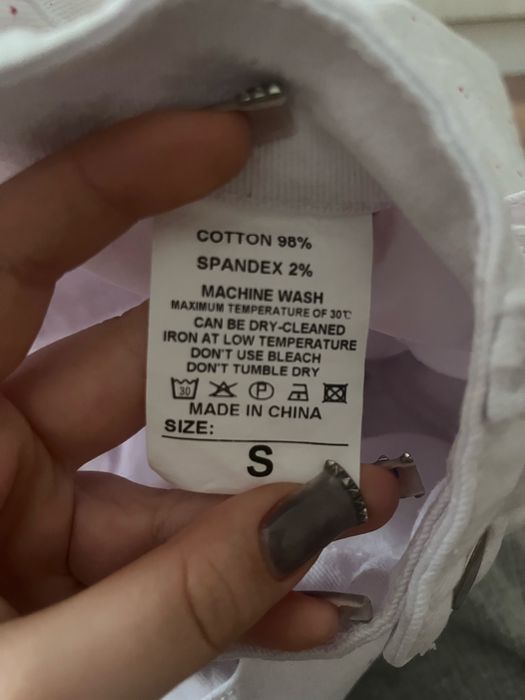 COTTON 98%
SPANDEX 2%
MACHINE WASH
MAXIMUM TEMPERATURE OF 30℃
CAN BE DRY-CLEANED
IRON AT LOW TEMPERATURE
DON'T USE BLEACH
DON'T TUMBLE DRY
30 P
MADE IN CHINA
SIZE:
S